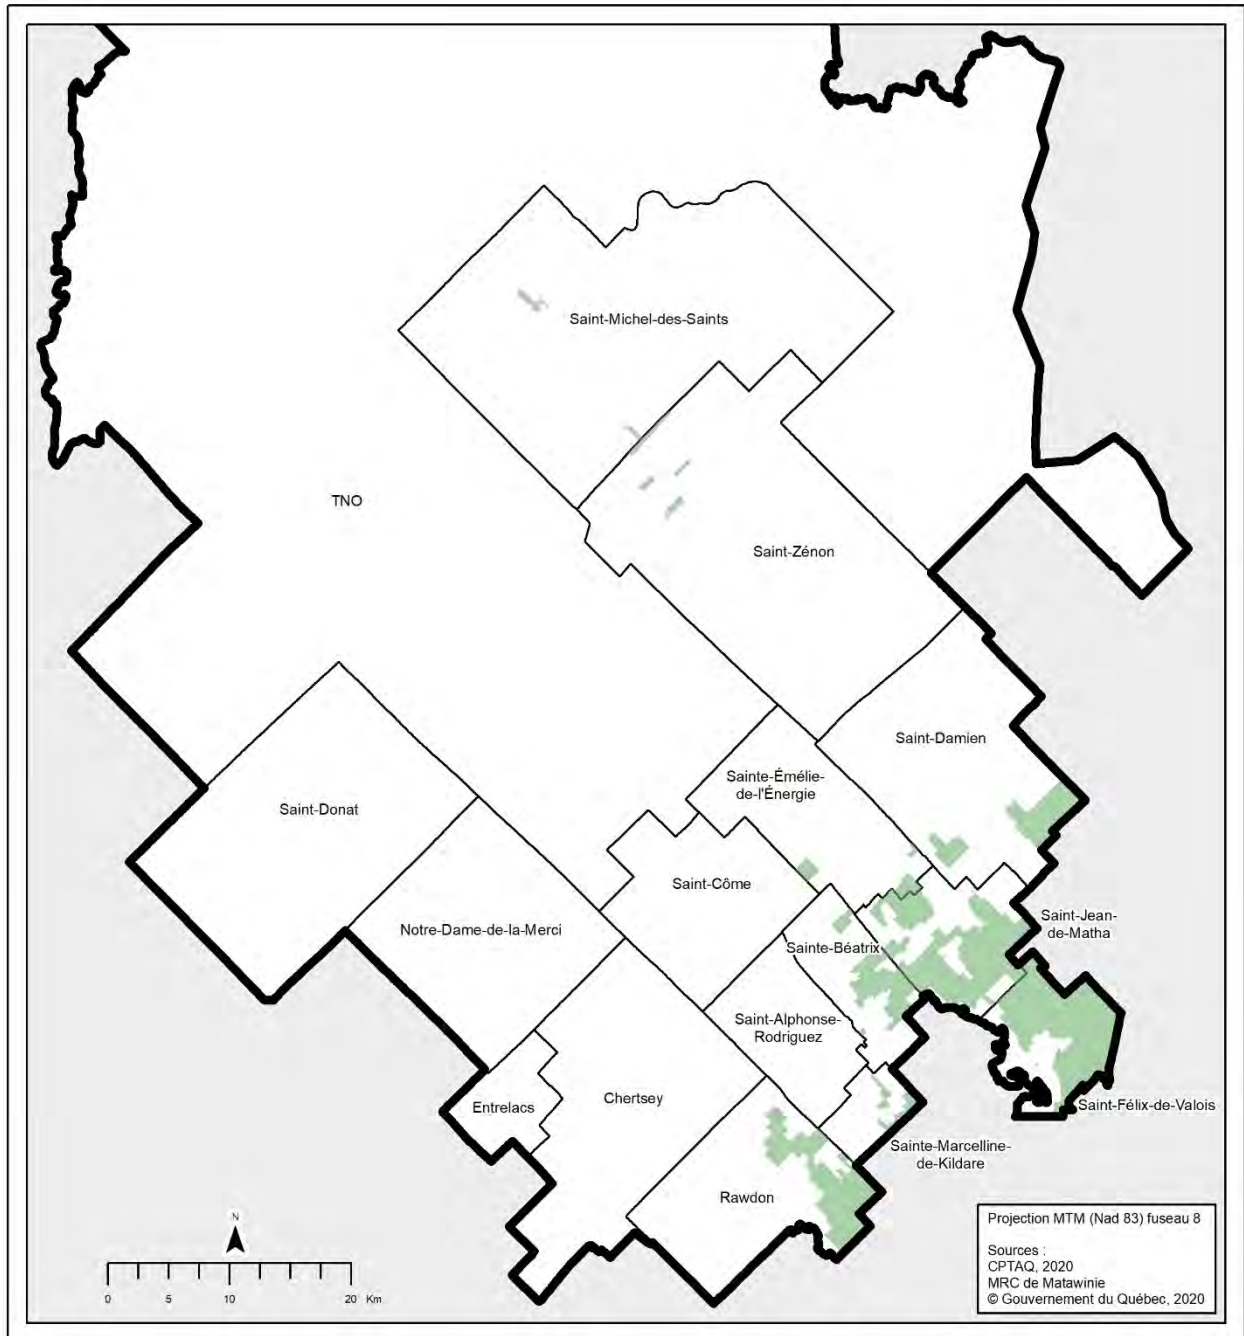 Saint-Michel-des-Saints
TNO
Saint-Zénon
Saint-Damien
Sainte-Émélie-
de-l'Énergie
Saint-Donat
Saint-Côme
Saint-Jean-
de-Matha
Notre-Dame-de-la-Merci
Sainte-Béatrix
Saint-Alphonse-
Rodriguez
Entrelacs
Chertsey
Saint-Félix-de-Valois
Sainte-Marcelline-
de-Kildare
Rawdon
N
0 5 10 20 Km
Projection MTM (Nad 83) fuseau 8
Sources :
CPTAQ, 2020
MRC de Matawinie
© Gouvernement du Québec, 2020